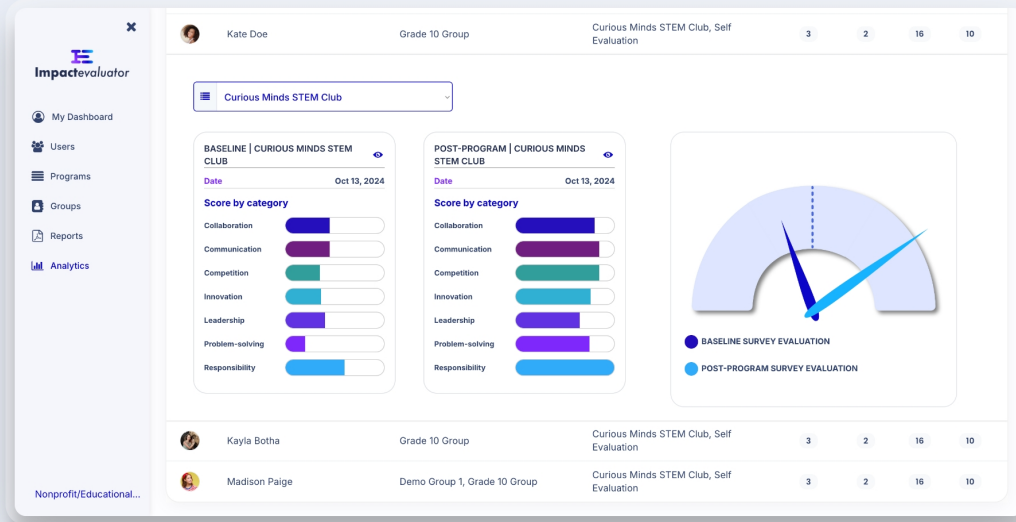 Impactevaluator
My Dashboard
Users
Programs
Groups
Reports
Analytics
Nonprofit/Educational...
Kate Doe Grade 10 Group Curious Minds STEM Club, Self 3 2 16 10
Evaluation
Curious Minds STEM Club
BASELINE | CURIOUS MINDS STEM
CLUB
Date Oct 13, 2024
Score by category
Collaboration
Communication
Competition
Innovation
Leadership
Problem-solving
Responsibility
POST-PROGRAM | CURIOUS MINDS
STEM CLUB
Date Oct 13, 2024
Score by category
Collaboration
Communication
Competition
Innovation
Leadership
Problem-solving
Responsibility
BASELINE SURVEY EVALUATION
POST-PROGRAM SURVEY EVALUATION
Kayla Botha Grade 10 Group Curious Minds STEM Club, Self 3 2 16 10
Evaluation
Madison Paige Demo Group 1, Grade 10 Group Curious Minds STEM Club, Self 3 2 16 10
Evaluation